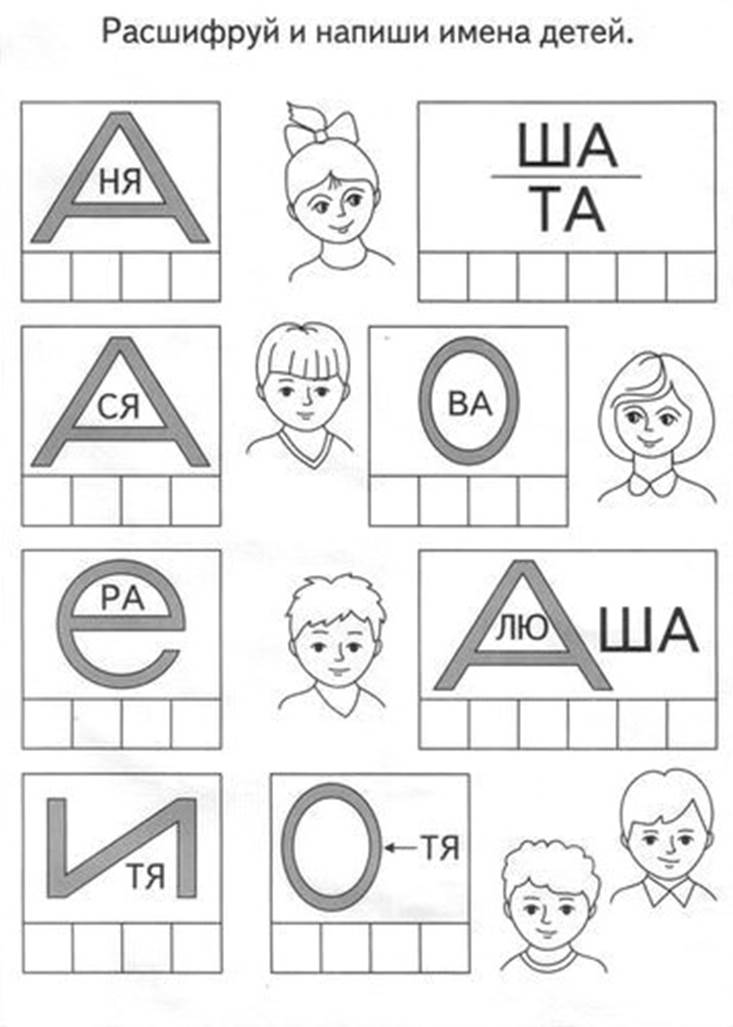 Расшифруй и напиши имена детей.
А
НЯ
ША
ТА
А
СЯ
О
ВА
е
РА
А
ЛЮ
ША
И
ТЯ
О
←ТЯ